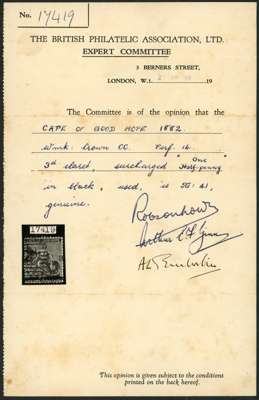 No. 17419
THE BRITISH PHILATELIC ASSOCIATION, LTD.
EXPERT COMMITTEE
3 BERNERS STREET,
LONDON, W.1. 19
The Committee is of the opinion that the
CAPE OF GOOD HOPE 1882
Wmk: Crown CC. Perf 14.
3d claret, surcharged "One Half-penny"
in black, used, is SG: 41,
genuine.
17419
This opinion is given subject to the conditions
printed on the back hereof.